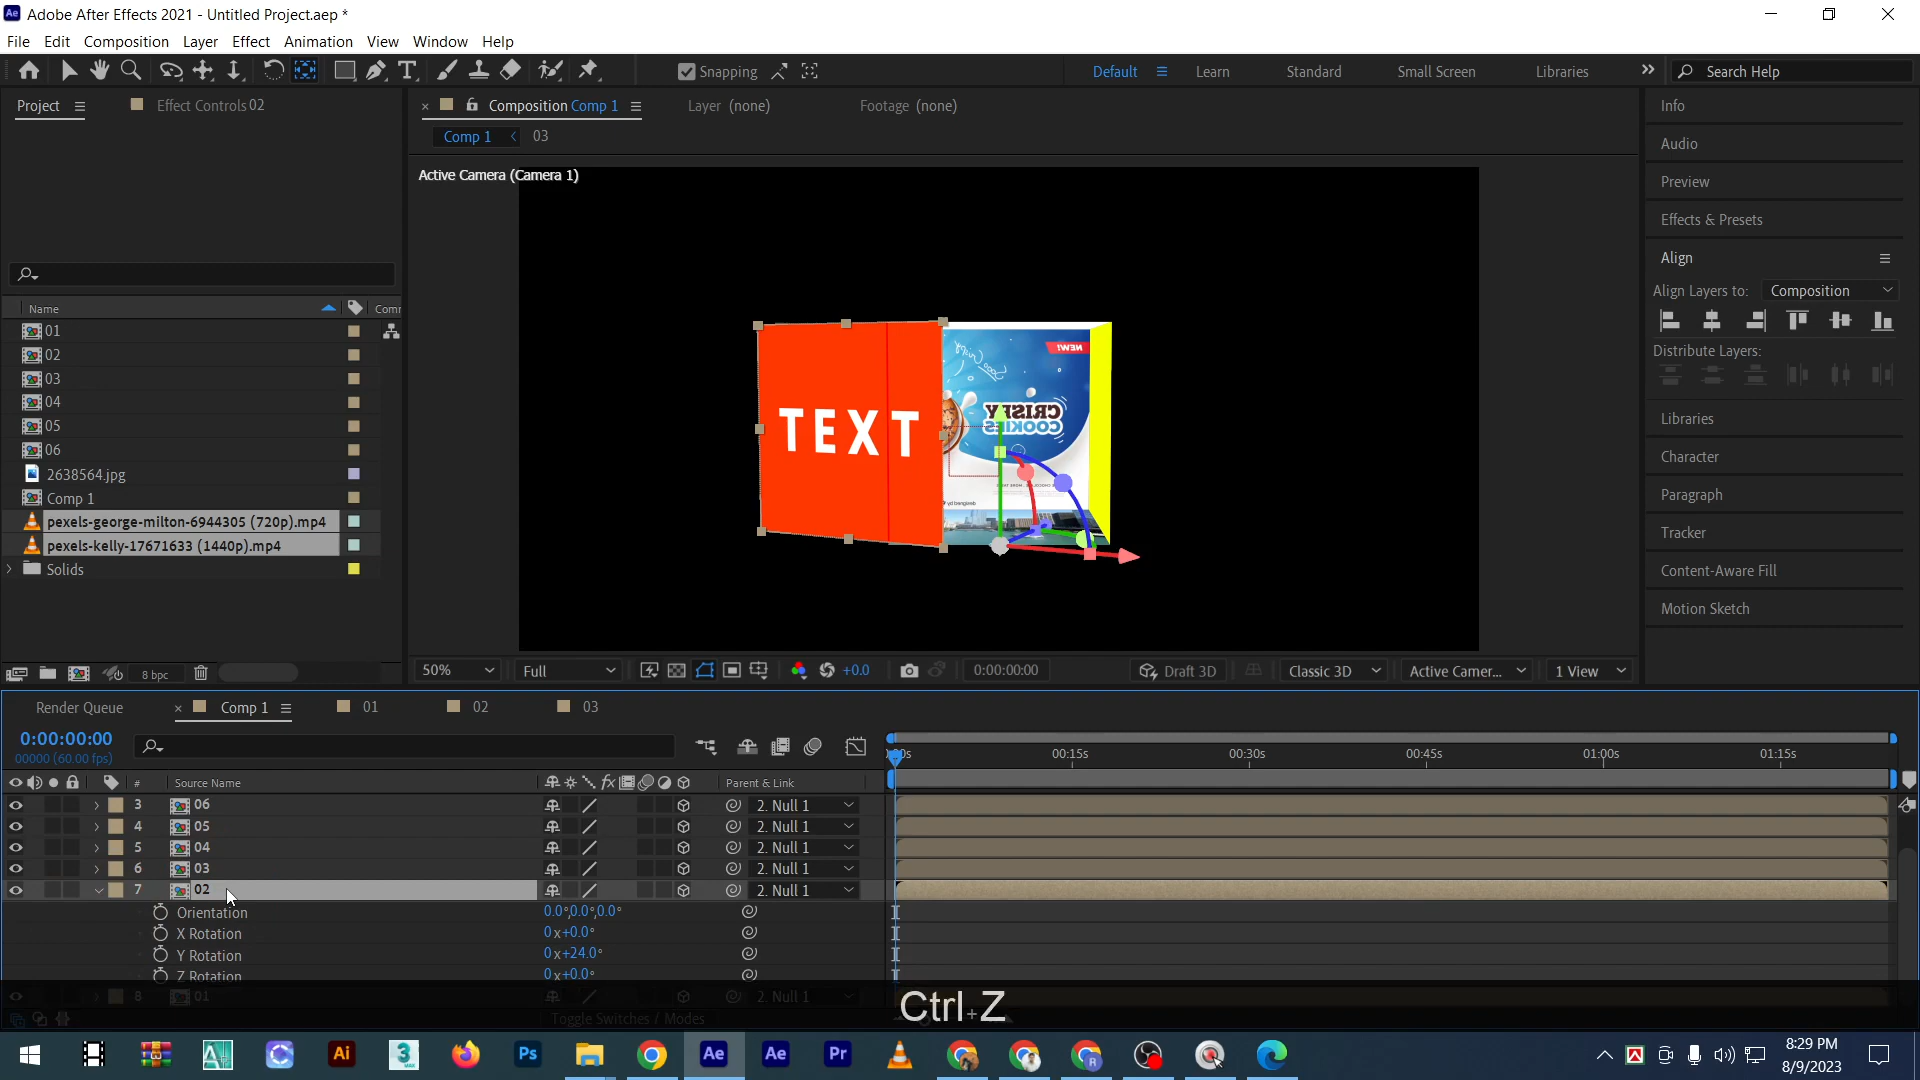 Adobe After Effects 2021 - Untitled Project.aep *
File Edit Composition Layer Effect Animation View Window Help
Snapping
Default Learn Standard Small Screen Libraries
Search Help
Project Effect Controls 02
Composition Comp 1 Layer (none) Footage (none)
Comp 1 03
Active Camera (Camera 1)
Name Comm
01
02
03
04
05
06
2638564.jpg
Comp 1
pexels-george-milton-6944305 (720p).mp4
pexels-kelly-17671633 (1440p).mp4
Solids
8 bpc
TEXT
NEW!
CRISPY
COOKIES
Info
Audio
Preview
Effects & Presets
Align
Align Layers to: Composition
Distribute Layers:
Libraries
Character
Paragraph
Tracker
Content-Aware Fill
Motion Sketch
50% Full +0.0 0:00:00:00 Draft 3D Classic 3D Active Camer... 1 View
Render Queue Comp 1 01 02 03
0:00:00:00
00000 (60.00 fps)
00:15s 00:30s 00:45s 01:00s 01:15s
# Source Name fx Parent & Link
3 06 2. Null 1
4 05 2. Null 1
5 04 2. Null 1
6 03 2. Null 1
7 02 2. Null 1
Orientation 0.0°,0.0°,0.0°
X Rotation 0x+0.0°
Y Rotation 0x+24.0°
Z Rotation 0x+0.0°
8 01 2. Null 1
Toggle Switches / Modes
Ctrl+Z
Ai
3
MAX
Ps
Ae
Ae
Pr
R
8:29 PM
8/9/2023